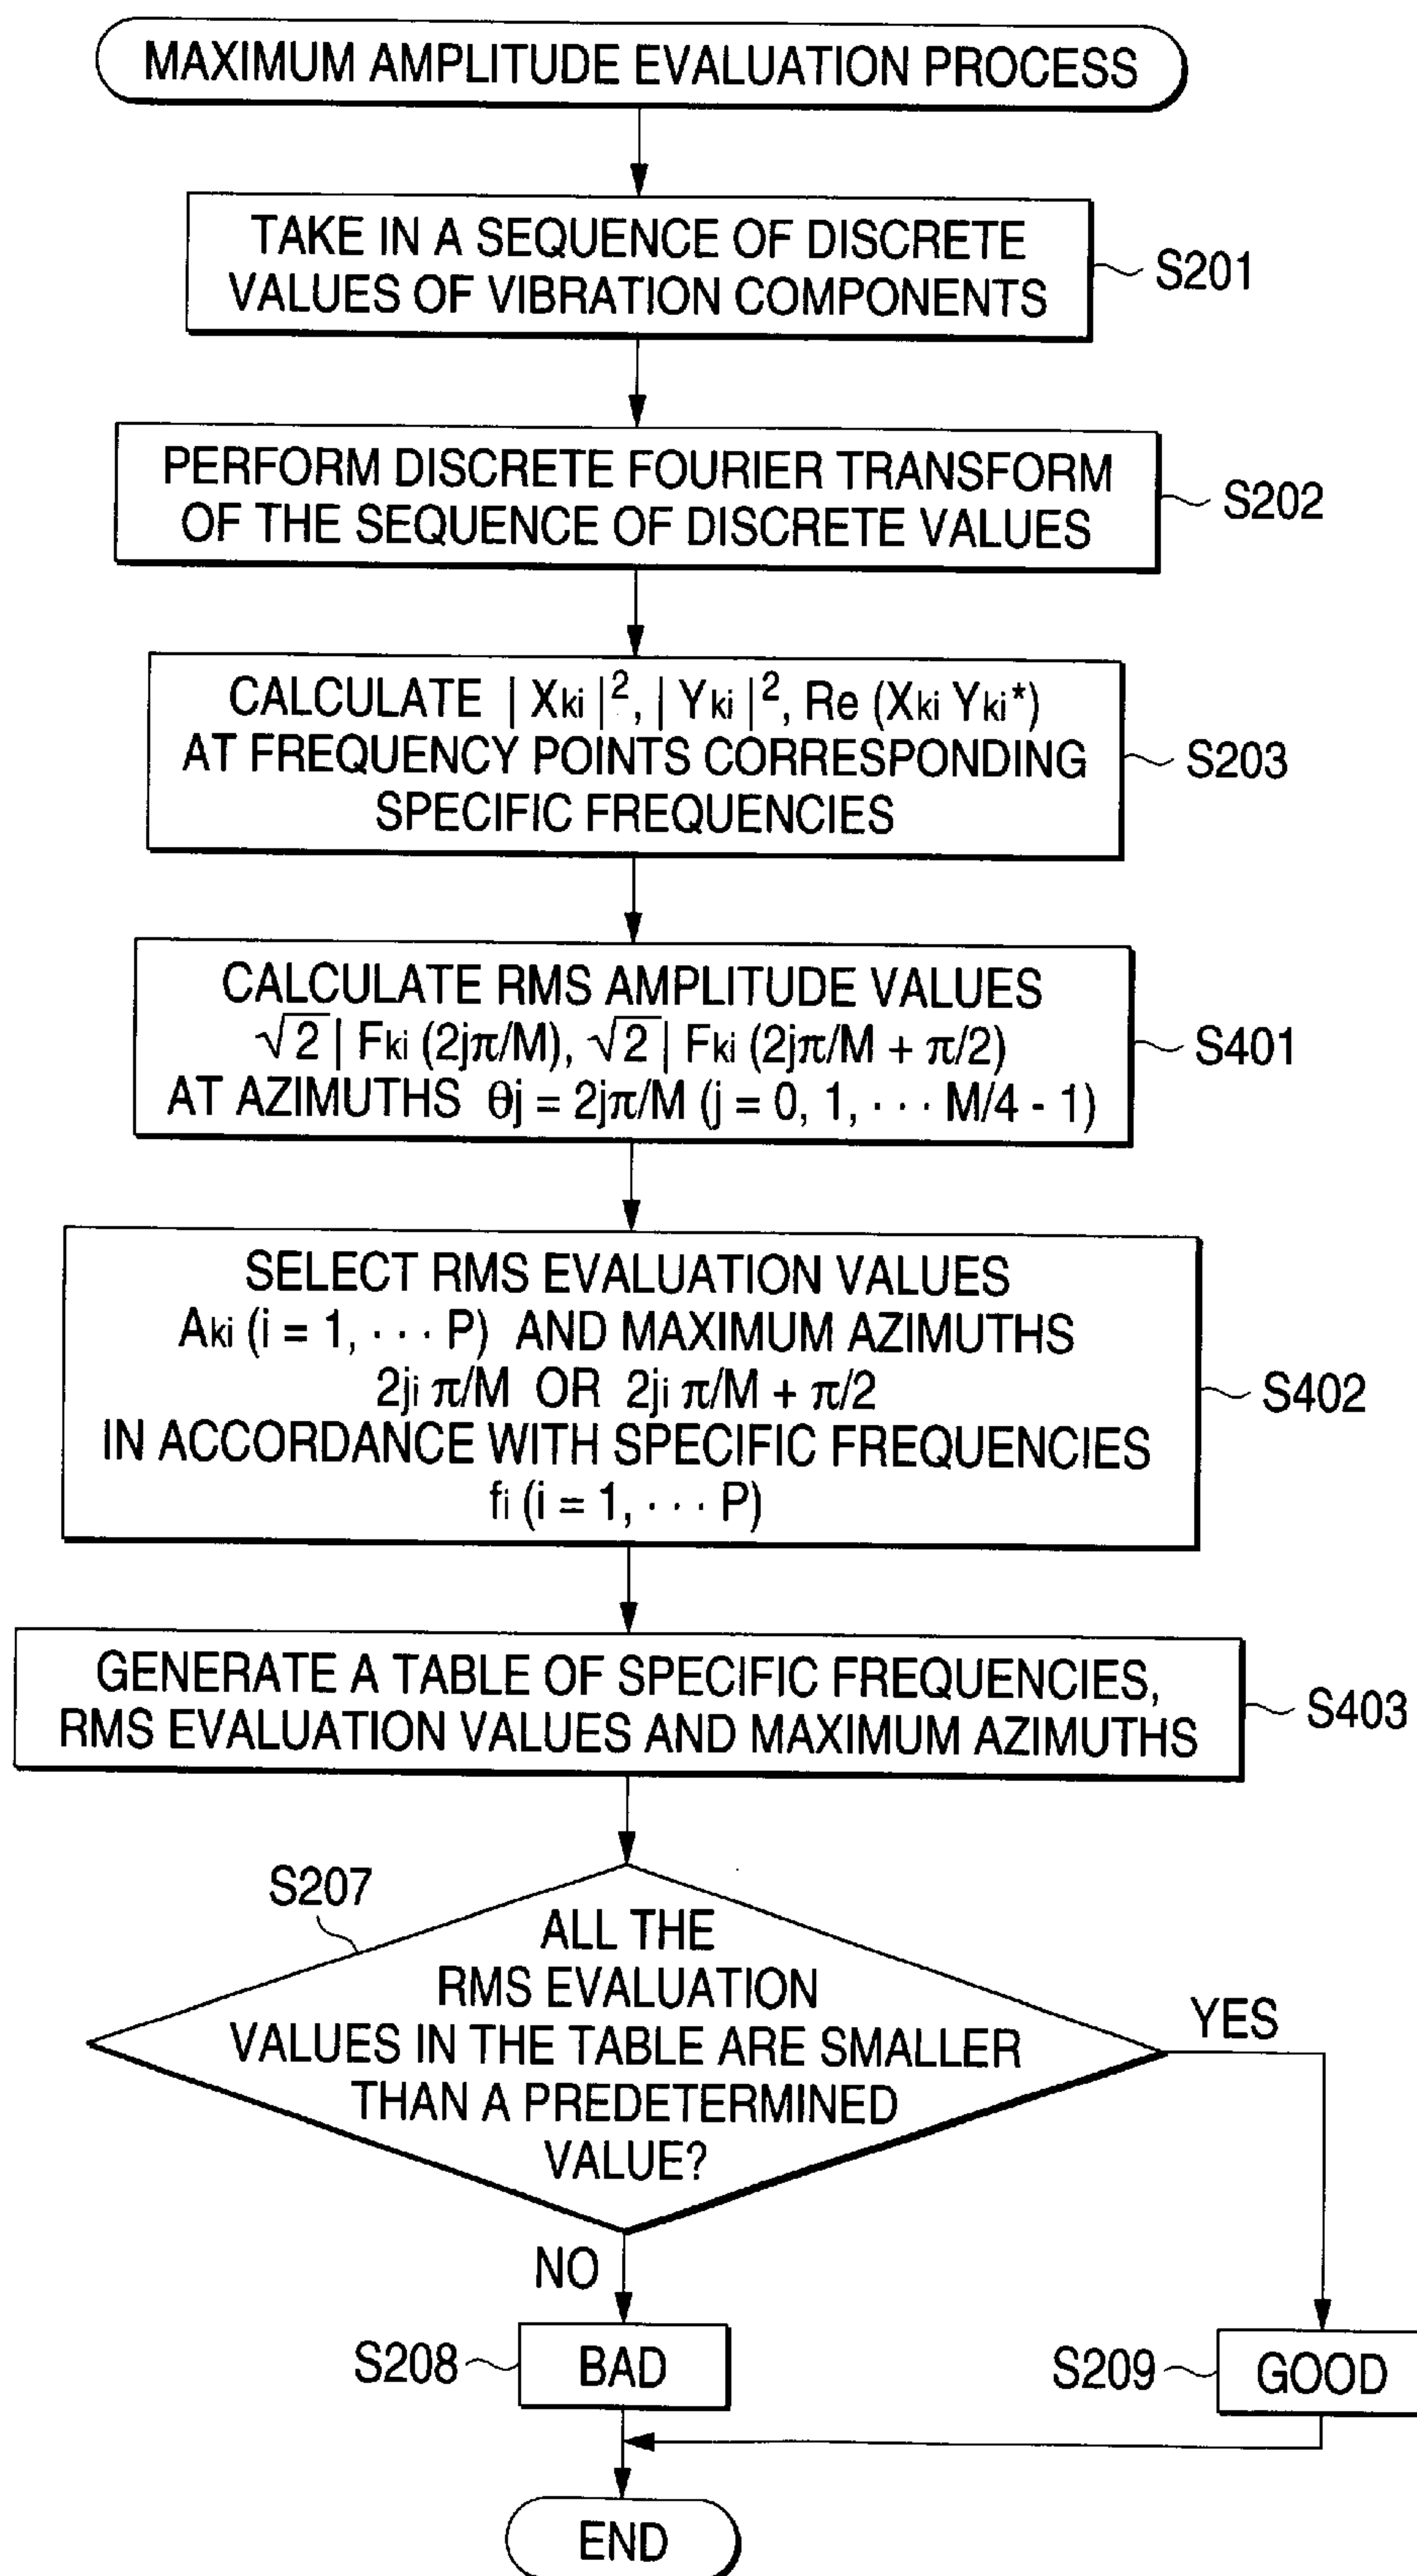 MAXIMUM AMPLITUDE EVALUATION PROCESS
TAKE IN A SEQUENCE OF DISCRETE
VALUES OF VIBRATION COMPONENTS
S201
PERFORM DISCRETE FOURIER TRANSFORM
OF THE SEQUENCE OF DISCRETE VALUES
S202
CALCULATE | Xki |², | Yki |², Re (Xki Yki*)
AT FREQUENCY POINTS CORRESPONDING
SPECIFIC FREQUENCIES
S203
CALCULATE RMS AMPLITUDE VALUES
√2 | Fki (2jπ/M), √2 | Fki (2jπ/M + π/2)
AT AZIMUTHS θj = 2jπ/M (j = 0, 1, · · · M/4 - 1)
S401
SELECT RMS EVALUATION VALUES
Aki (i = 1, · · · P) AND MAXIMUM AZIMUTHS
2ji π/M OR 2ji π/M + π/2
IN ACCORDANCE WITH SPECIFIC FREQUENCIES
fi (i = 1, · · · P)
S402
GENERATE A TABLE OF SPECIFIC FREQUENCIES,
RMS EVALUATION VALUES AND MAXIMUM AZIMUTHS
S403
S207
ALL THE
RMS EVALUATION
VALUES IN THE TABLE ARE SMALLER
THAN A PREDETERMINED
VALUE?
YES
NO
S208
BAD
S209
GOOD
END